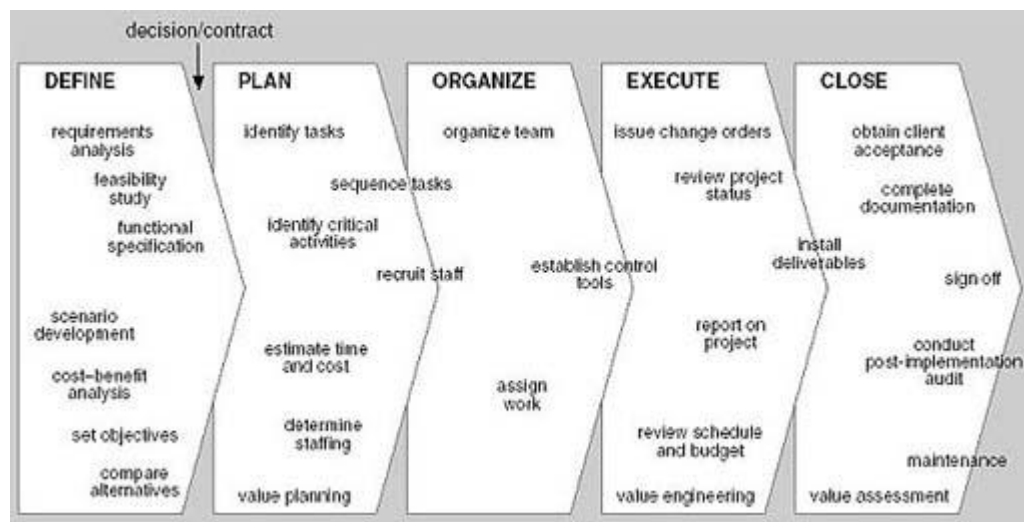 decision/contract
DEFINE
requirements
analysis
feasibility
study
functional
specification
scenario
development
cost–benefit
analysis
set objectives
compare
alternatives
PLAN
identify tasks
sequence tasks
identify critical
activities
recruit staff
estimate time
and cost
determine
staffing
value planning
ORGANIZE
organize team
establish control
tools
assign
work
EXECUTE
issue change orders
review project
status
install
deliverables
report on
project
review schedule
and budget
value engineering
CLOSE
obtain client
acceptance
complete
documentation
sign off
conduct
post-implementation
audit
maintenance
value assessment